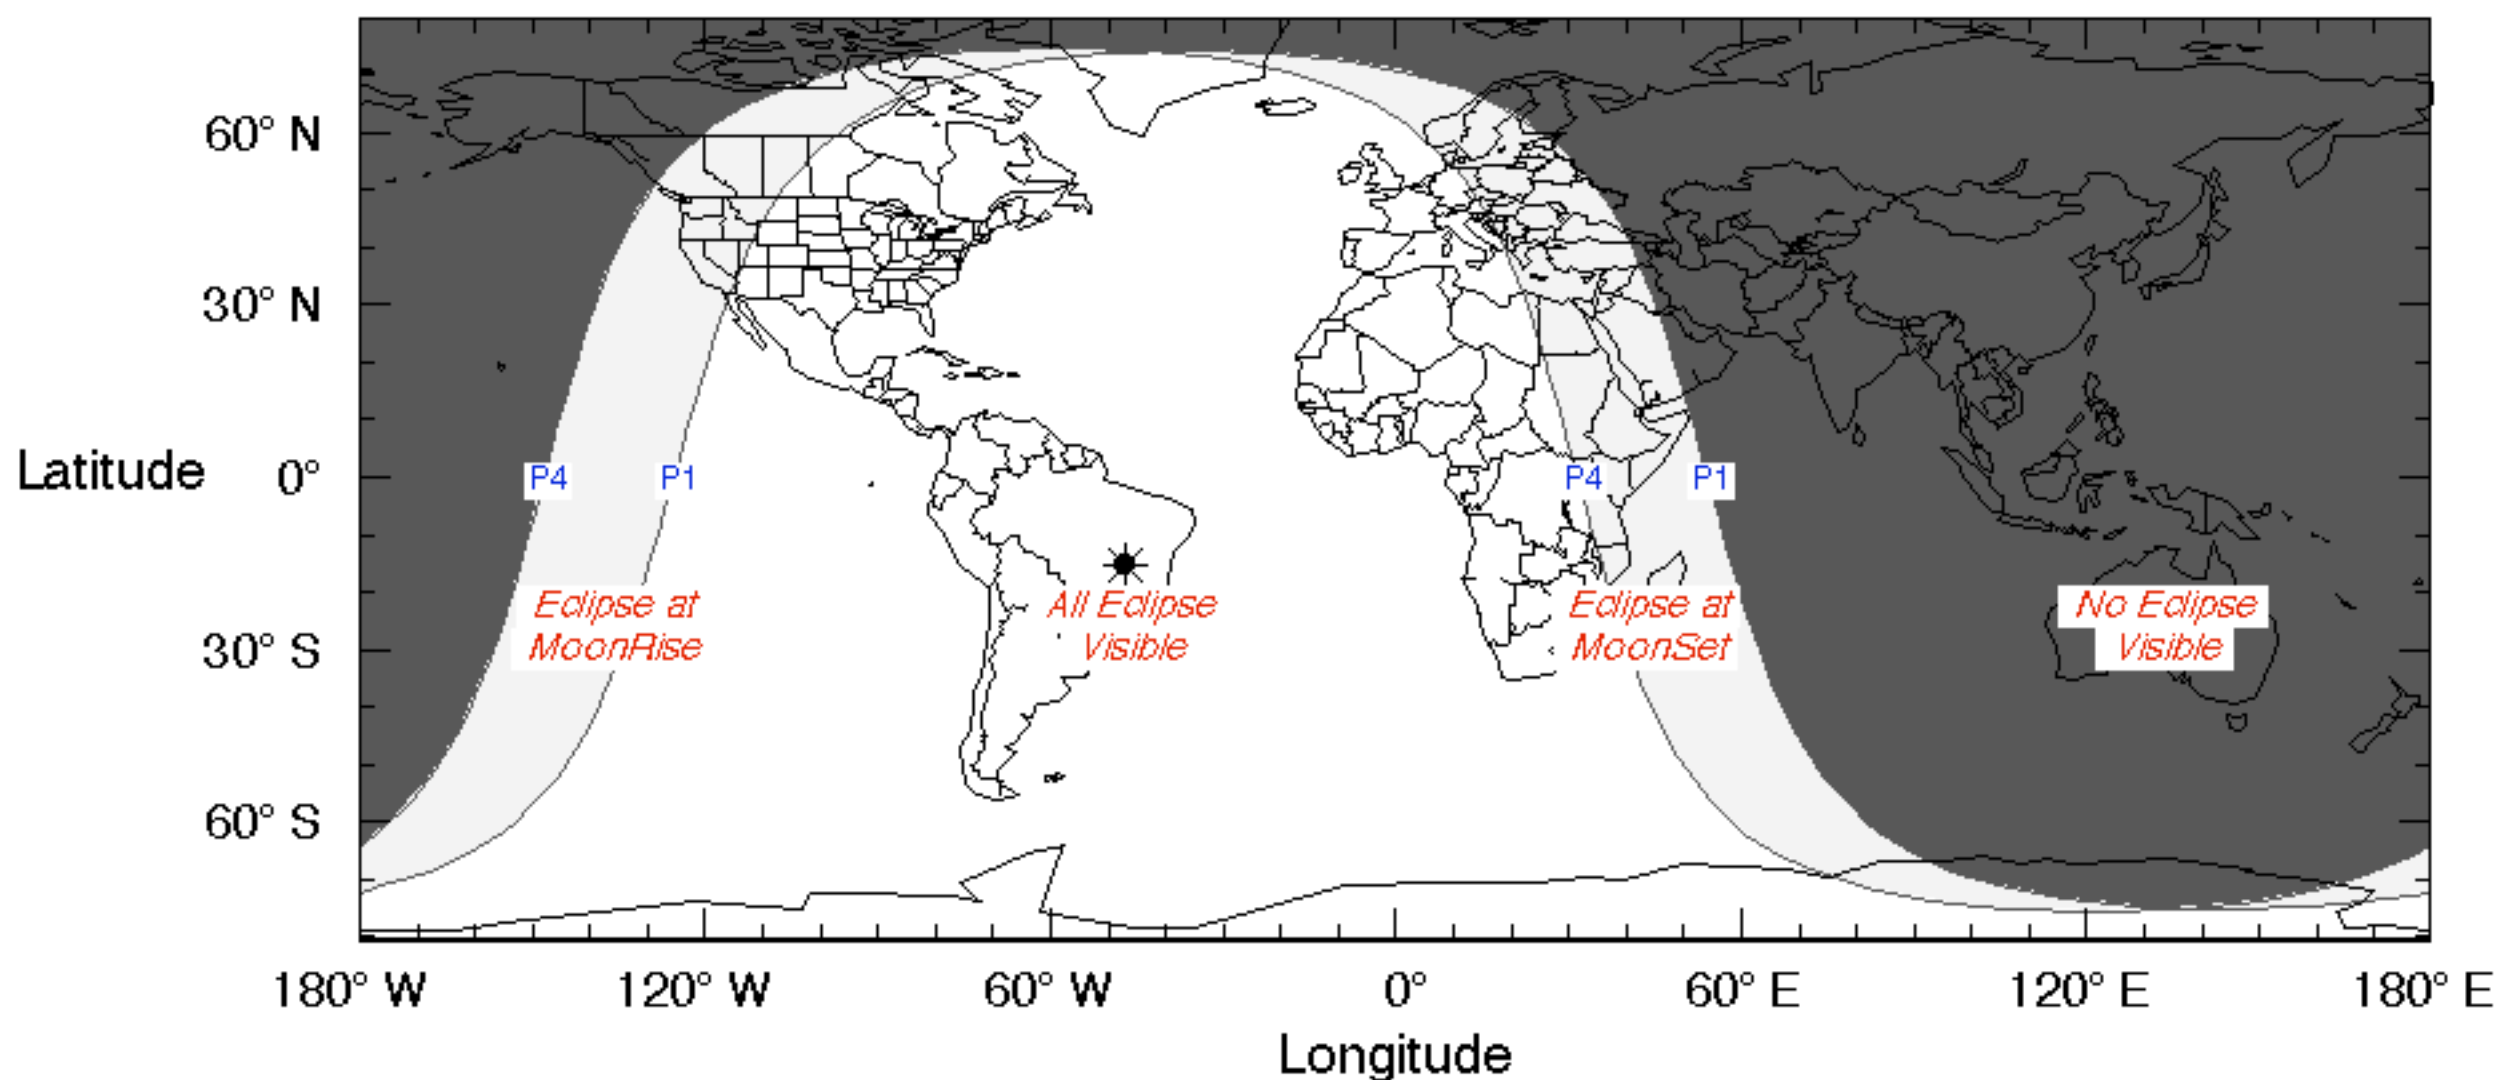 60° N
30° N
Latitude
0°
P4
P1
P4
P1
Eclipse at
MoonRise
All Eclipse
Visible
Eclipse at
MoonSet
No Eclipse
Visible
30° S
60° S
180° W
120° W
60° W
0°
60° E
120° E
180° E
Longitude